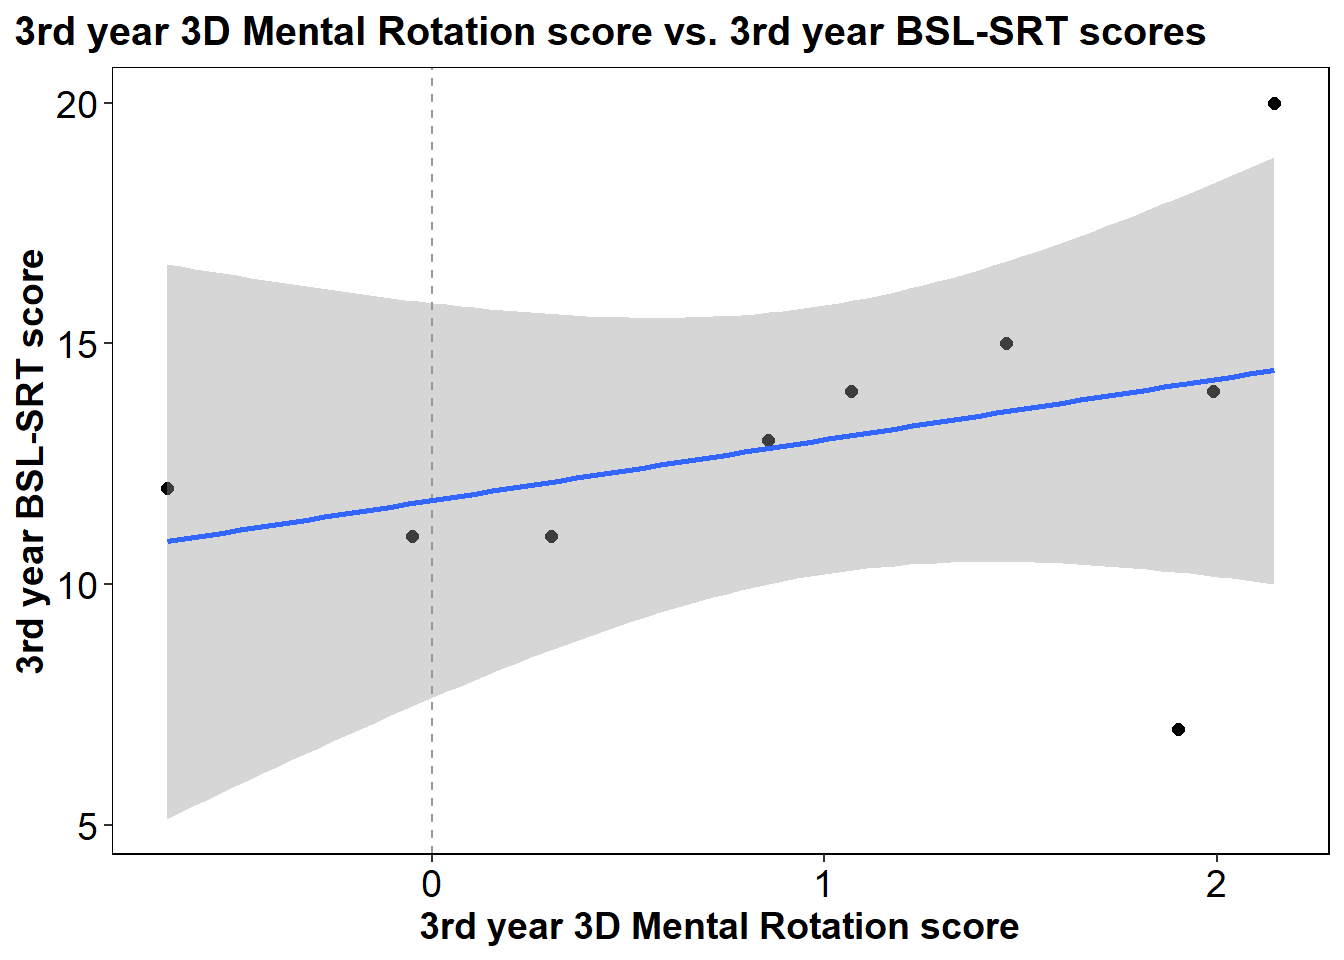 3rd year 3D Mental Rotation score vs. 3rd year BSL-SRT scores
3rd year BSL-SRT score
20
15
10
5
0
1
2
3rd year 3D Mental Rotation score